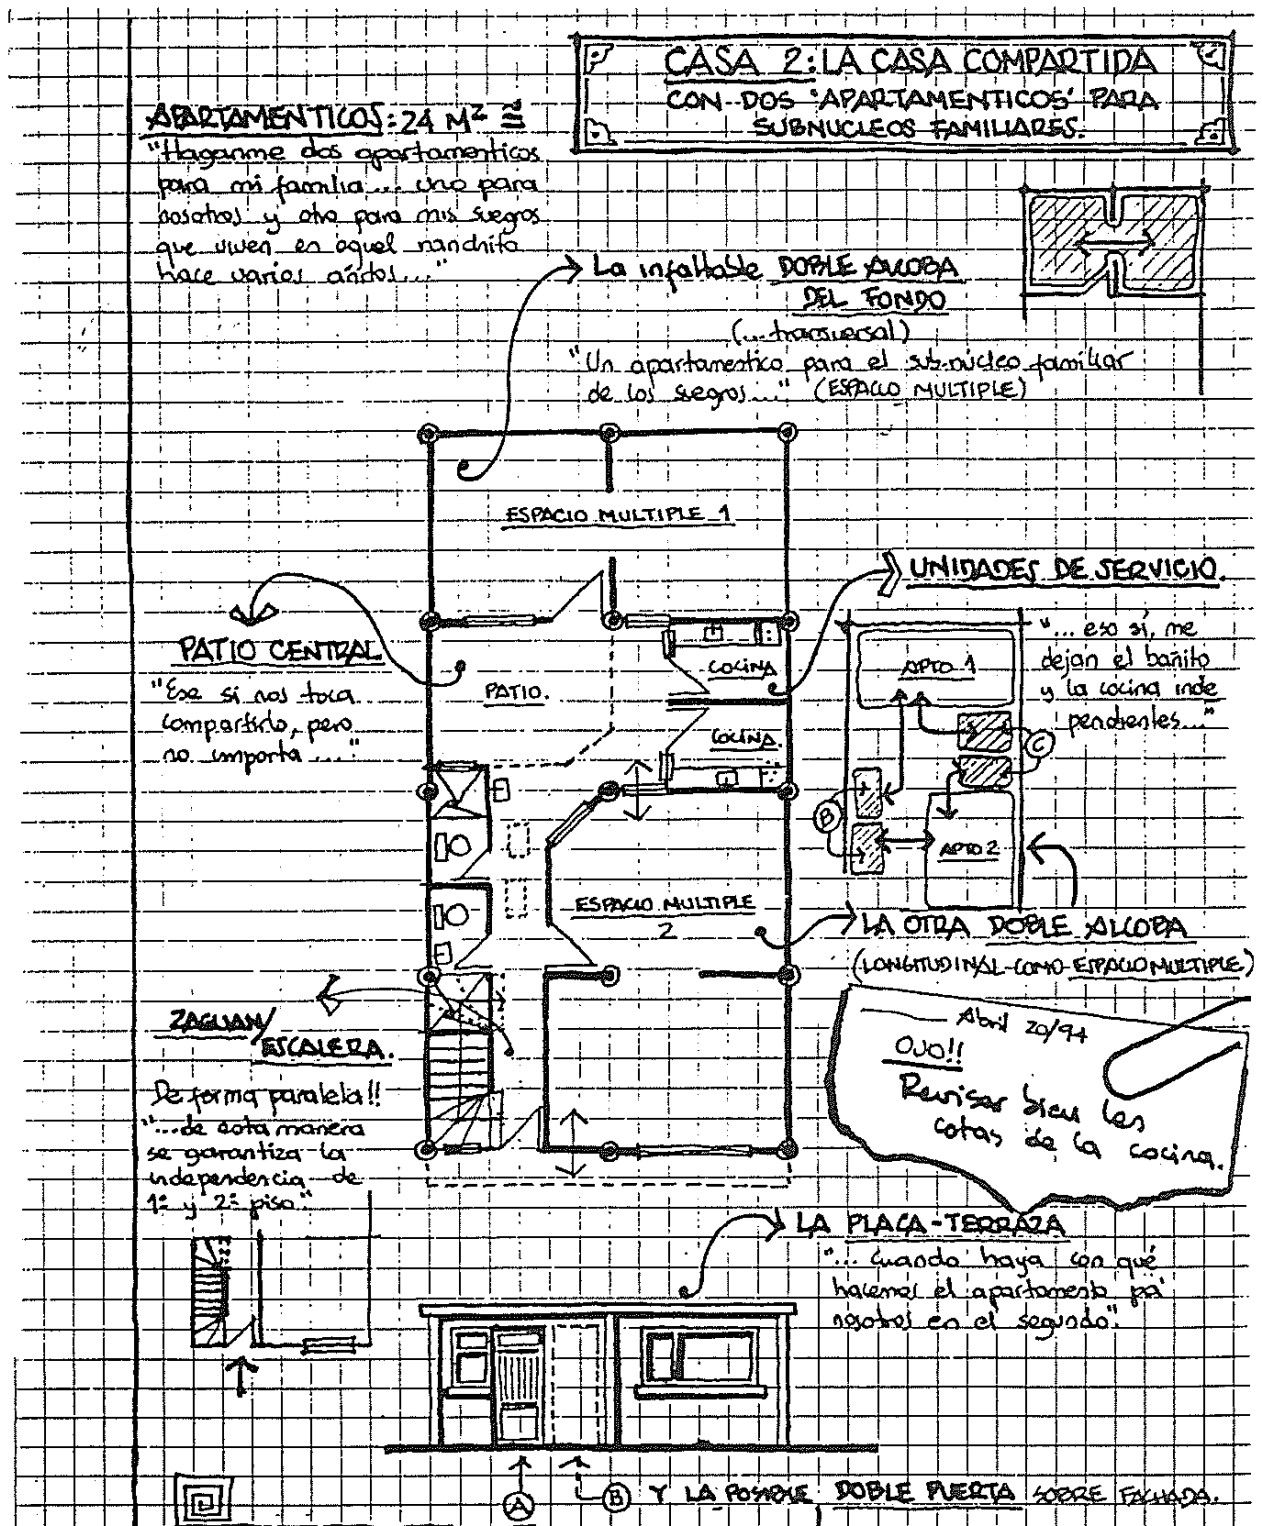 CASA 2: LA CASA COMPARTIDA
CON DOS 'APARTAMENTICOS' PARA
SUBNUCLEOS FAMILIARES.
APARTAMENTICOS: 24 M² ≅
"Haganme dos apartamenticos
para mi familia... uno para
nosotros y otro para mis suegros
que viven en aquel ranchito
hace varios añitos..."
La infaltable DOBLE ALCOBA
DEL FONDO
(...transversal)
"Un apartamentico para el sub-núcleo familiar
de los suegros..." (ESPACIO MULTIPLE)
ESPACIO MULTIPLE 1
UNIDADES DE SERVICIO.
"... eso sí, me
dejan el bañito
y la cocina inde
pendientes..."
APTO 1
C
B
APTO 2
PATIO CENTRAL
"Ese si nos toca
compartirlo, pero
no importa ..."
PATIO.
COCINA
COCINA.
ESPACIO MULTIPLE
2
LA OTRA DOBLE ALCOBA
(LONGITUDINAL-COMO ESPACIO MULTIPLE)
ZAGUAN/
ESCALERA.
De forma paralela!!
"...de esta manera
se garantiza la
independencia de
1º y 2º piso."
Abril 20/94
OJO!!
Revisar bien las
cotas de la cocina.
LA PLACA-TERRAZA
"... cuando haya con qué
hacemos el apartamento pa'
nosotros en el segundo."
A
B Y LA POSIBLE DOBLE PUERTA SOBRE FACHADA.